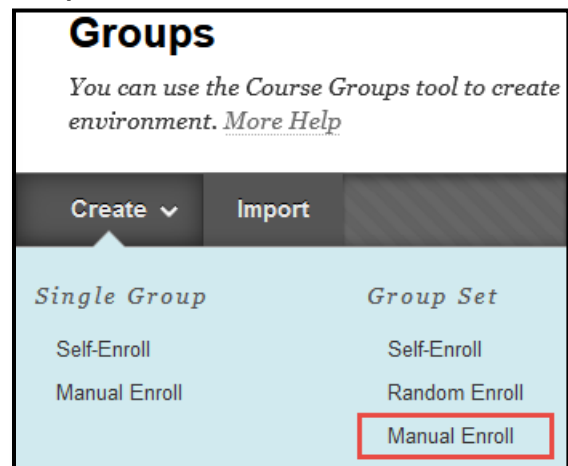 Groups
You can use the Course Groups tool to create
environment. More Help
Create Import
Single Group Group Set
Self-Enroll Self-Enroll
Manual Enroll Random Enroll
Manual Enroll